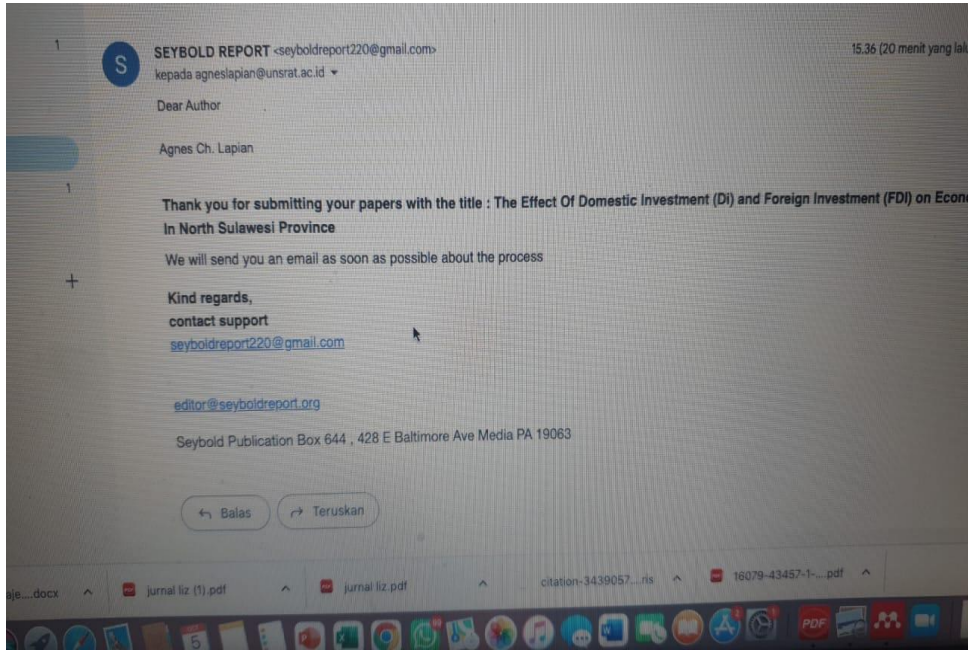 1
S
SEYBOLD REPORT <seyboldreport220@gmail.com>
15.36 (20 menit yang lalu
kepada agneslapian@unsrat.ac.id
Dear Author
Agnes Ch. Lapian
1
Thank you for submitting your papers with the title : The Effect Of Domestic Investment (Di) and Foreign Investment (FDI) on Econ
In North Sulawesi Province
We will send you an email as soon as possible about the process
+
Kind regards,
contact support
seyboldreport220@gmail.com
editor@seyboldreport.org
Seybold Publication Box 644 , 428 E Baltimore Ave Media PA 19063
Balas
Teruskan
aje....docx
jurnal liz (1).pdf
jurnal liz.pdf
citation-3439057....ris
16079-43457-1-....pdf
5
PDF